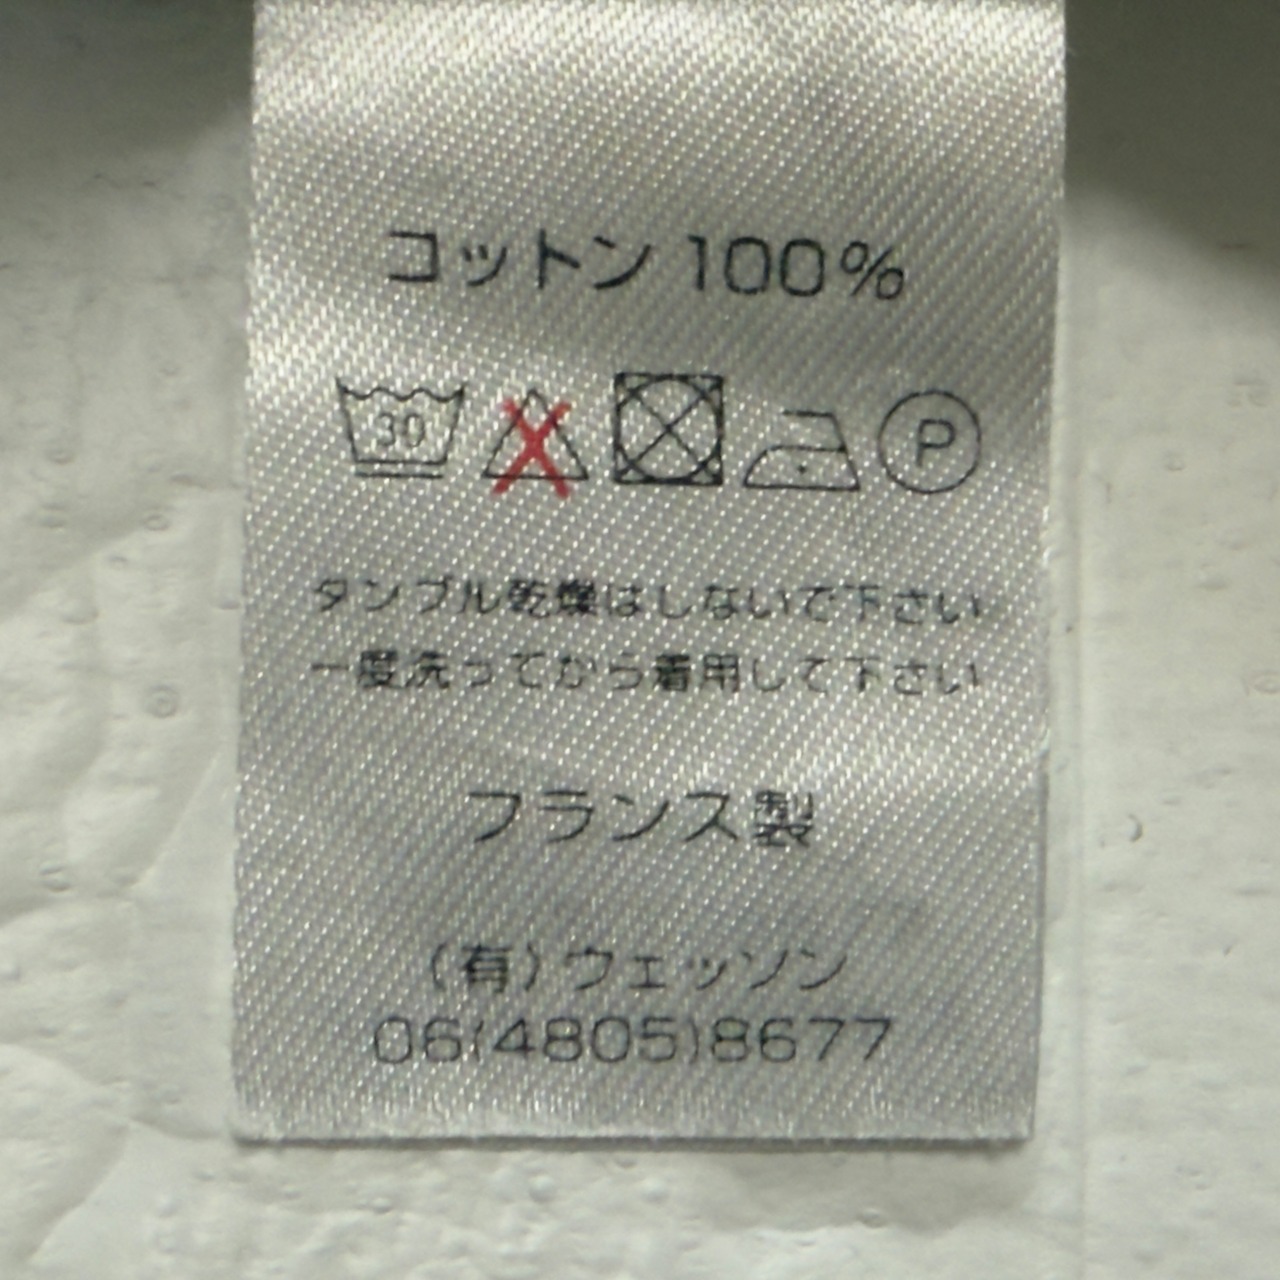 コットン 100%
30 P
タンブル乾燥はしないで下さい
一度洗ってから着用して下さい
フランス製
(有)ウェッソン
06(4805)8677